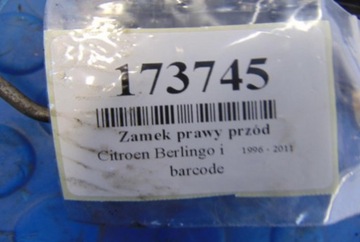 173745
Zamek prawy przód
Citroen Berlingo i 1996 - 2011
barcode